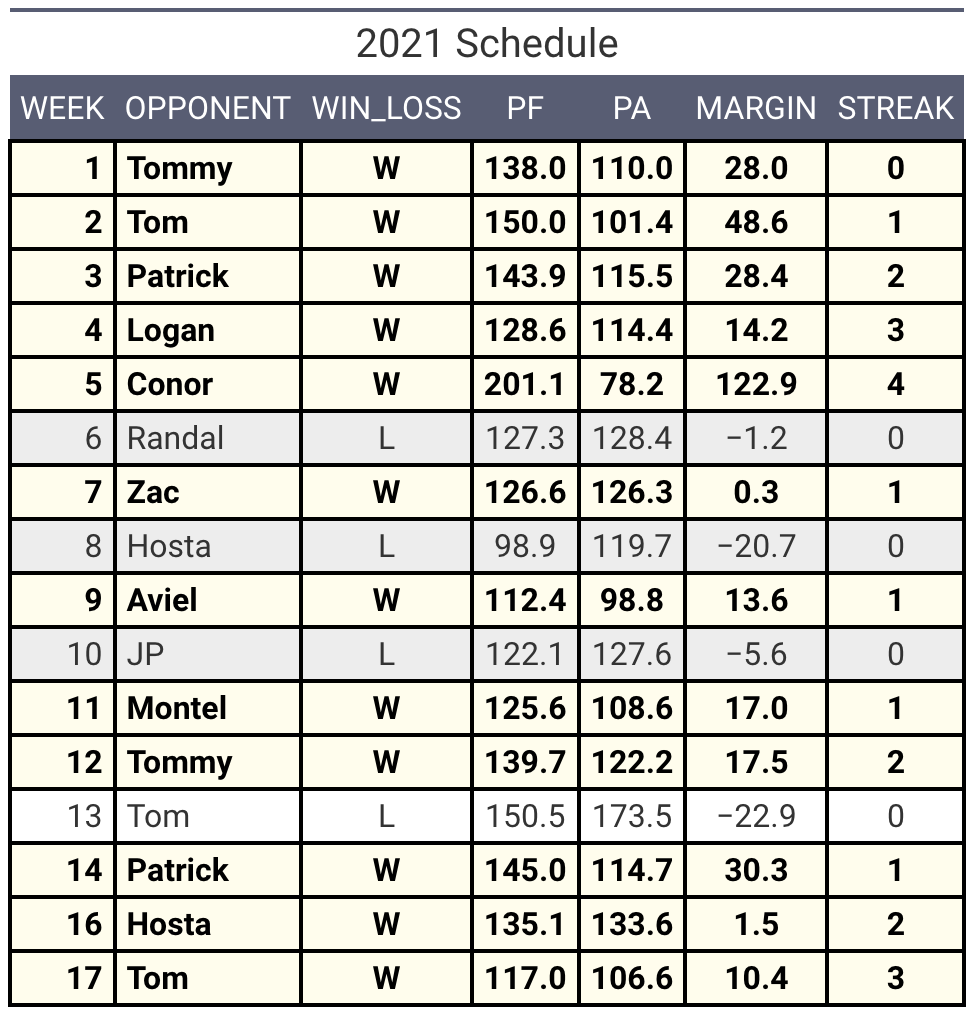 2021 Schedule
WEEK OPPONENT WIN_LOSS PF PA MARGIN STREAK
1 Tommy W 138.0 110.0 28.0 0
2 Tom W 150.0 101.4 48.6 1
3 Patrick W 143.9 115.5 28.4 2
4 Logan W 128.6 114.4 14.2 3
5 Conor W 201.1 78.2 122.9 4
6 Randal L 127.3 128.4 −1.2 0
7 Zac W 126.6 126.3 0.3 1
8 Hosta L 98.9 119.7 −20.7 0
9 Aviel W 112.4 98.8 13.6 1
10 JP L 122.1 127.6 −5.6 0
11 Montel W 125.6 108.6 17.0 1
12 Tommy W 139.7 122.2 17.5 2
13 Tom L 150.5 173.5 −22.9 0
14 Patrick W 145.0 114.7 30.3 1
16 Hosta W 135.1 133.6 1.5 2
17 Tom W 117.0 106.6 10.4 3